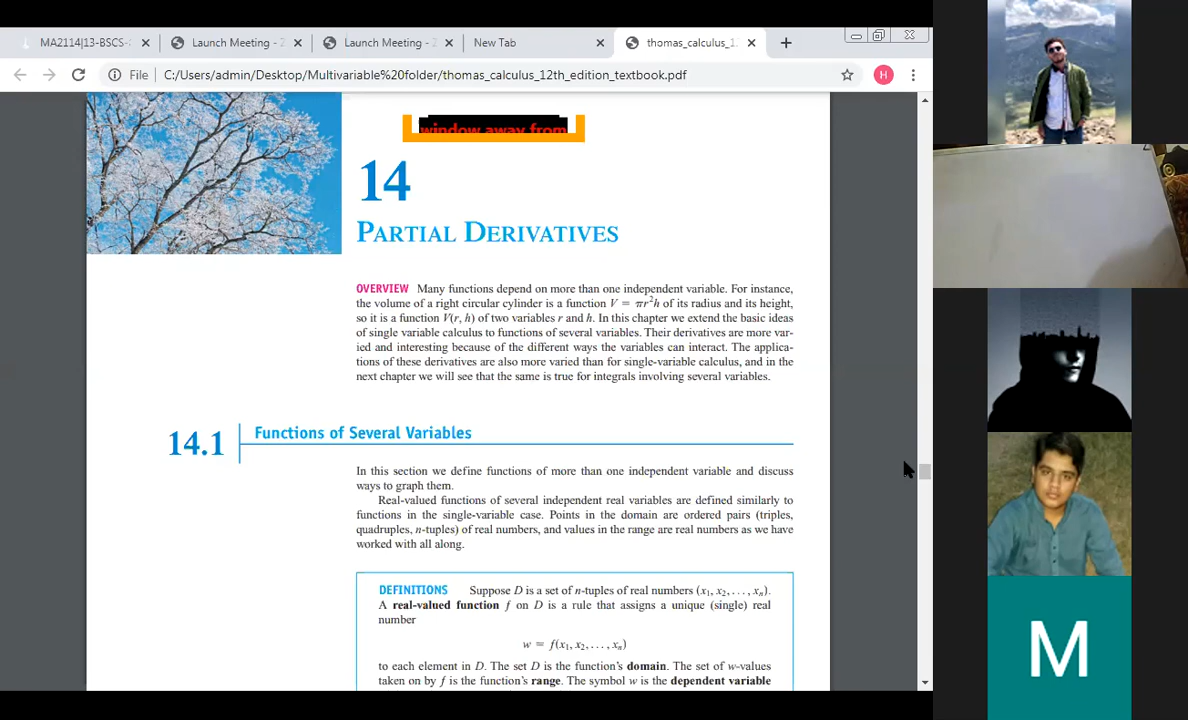 MA2114|13-BSCS-
Launch Meeting - Z
Launch Meeting - Z
New Tab
thomas_calculus_1
File
C:/Users/admin/Desktop/Multivariable%20folder/thomas_calculus_12th_edition_textbook.pdf
H
window away from
14
PARTIAL DERIVATIVES
OVERVIEW Many functions depend on more than one independent variable. For instance,
the volume of a right circular cylinder is a function V = πr²h of its radius and its height,
so it is a function V(r, h) of two variables r and h. In this chapter we extend the basic ideas
of single variable calculus to functions of several variables. Their derivatives are more var-
ied and interesting because of the different ways the variables can interact. The applica-
tions of these derivatives are also more varied than for single-variable calculus, and in the
next chapter we will see that the same is true for integrals involving several variables.
14.1
Functions of Several Variables
In this section we define functions of more than one independent variable and discuss
ways to graph them.
Real-valued functions of several independent real variables are defined similarly to
functions in the single-variable case. Points in the domain are ordered pairs (triples,
quadruples, n-tuples) of real numbers, and values in the range are real numbers as we have
worked with all along.
DEFINITIONS Suppose D is a set of n-tuples of real numbers (x₁, x₂, . . . , xₙ).
A real-valued function f on D is a rule that assigns a unique (single) real
number
w = f(x₁, x₂, . . . , xₙ)
to each element in D. The set D is the function's domain. The set of w-values
taken on by f is the function's range. The symbol w is the dependent variable
M